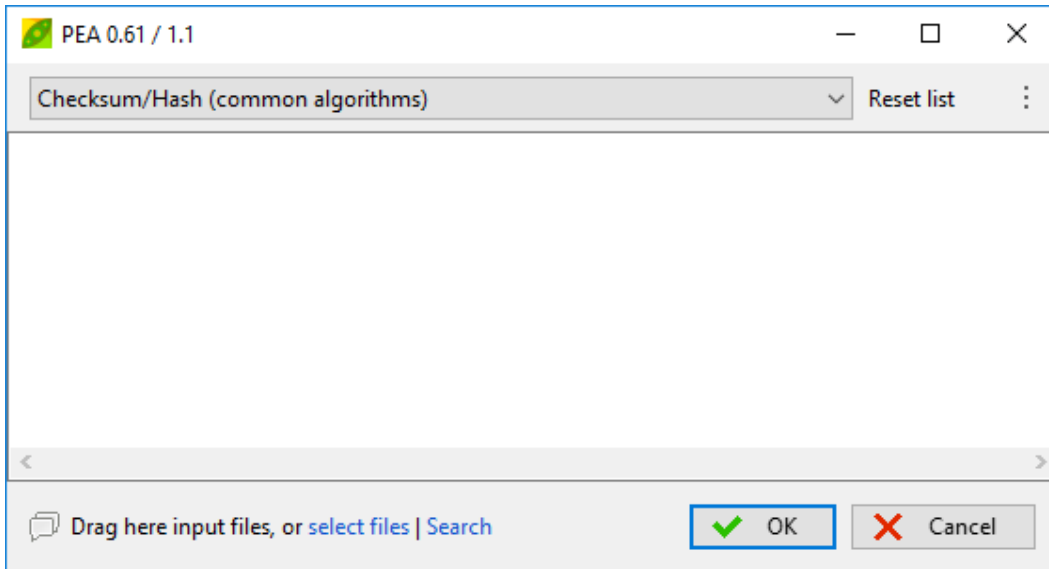 PEA 0.61 / 1.1
Checksum/Hash (common algorithms) Reset list
Drag here input files, or select files | Search OK Cancel